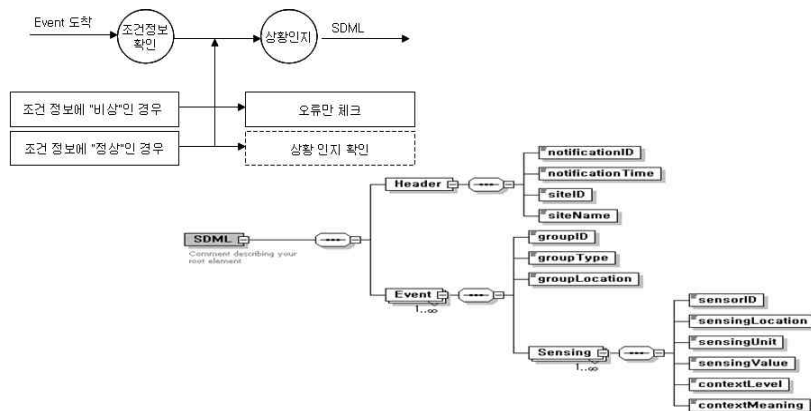 Event 도착
조건정보
확인
상황인지
SDML
조건 정보에 "비상"인 경우
오류만 체크
조건 정보에 "정상"인 경우
상황 인지 확인
notificationID
notificationTime
Header
siteID
siteName
SDML
Comment describing your
root element
groupID
groupType
groupLocation
Event
1..∞
sensorID
sensingLocation
sensingUnit
Sensing
1..∞
sensingValue
contextLevel
contextMeaning